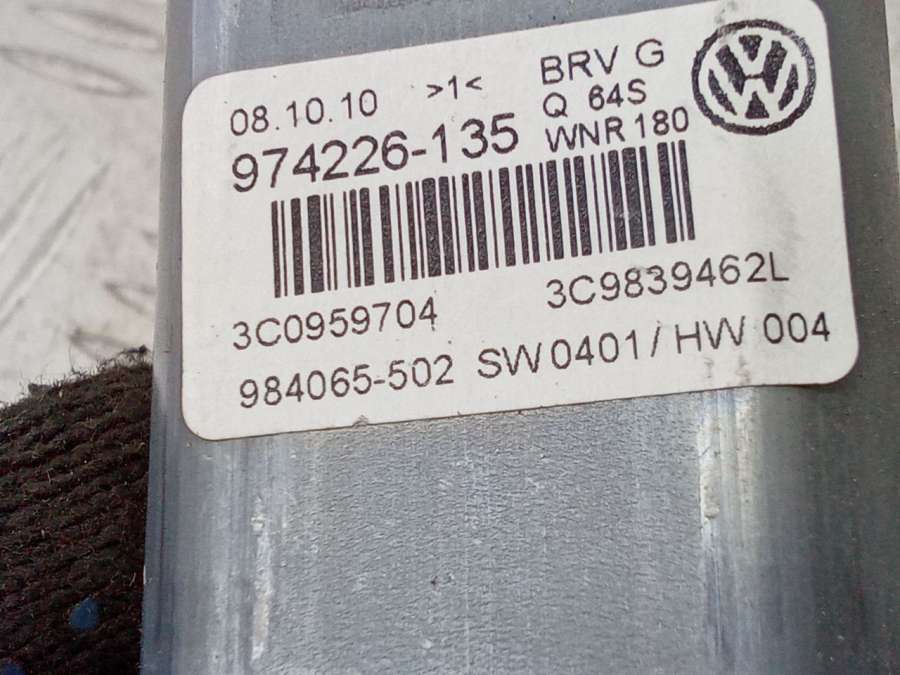 08.10.10 >1< BRV G
Q 64S
974226-135 WNR 180
3C0959704 3C9839462L
984065-502 SW0401/ HW 004